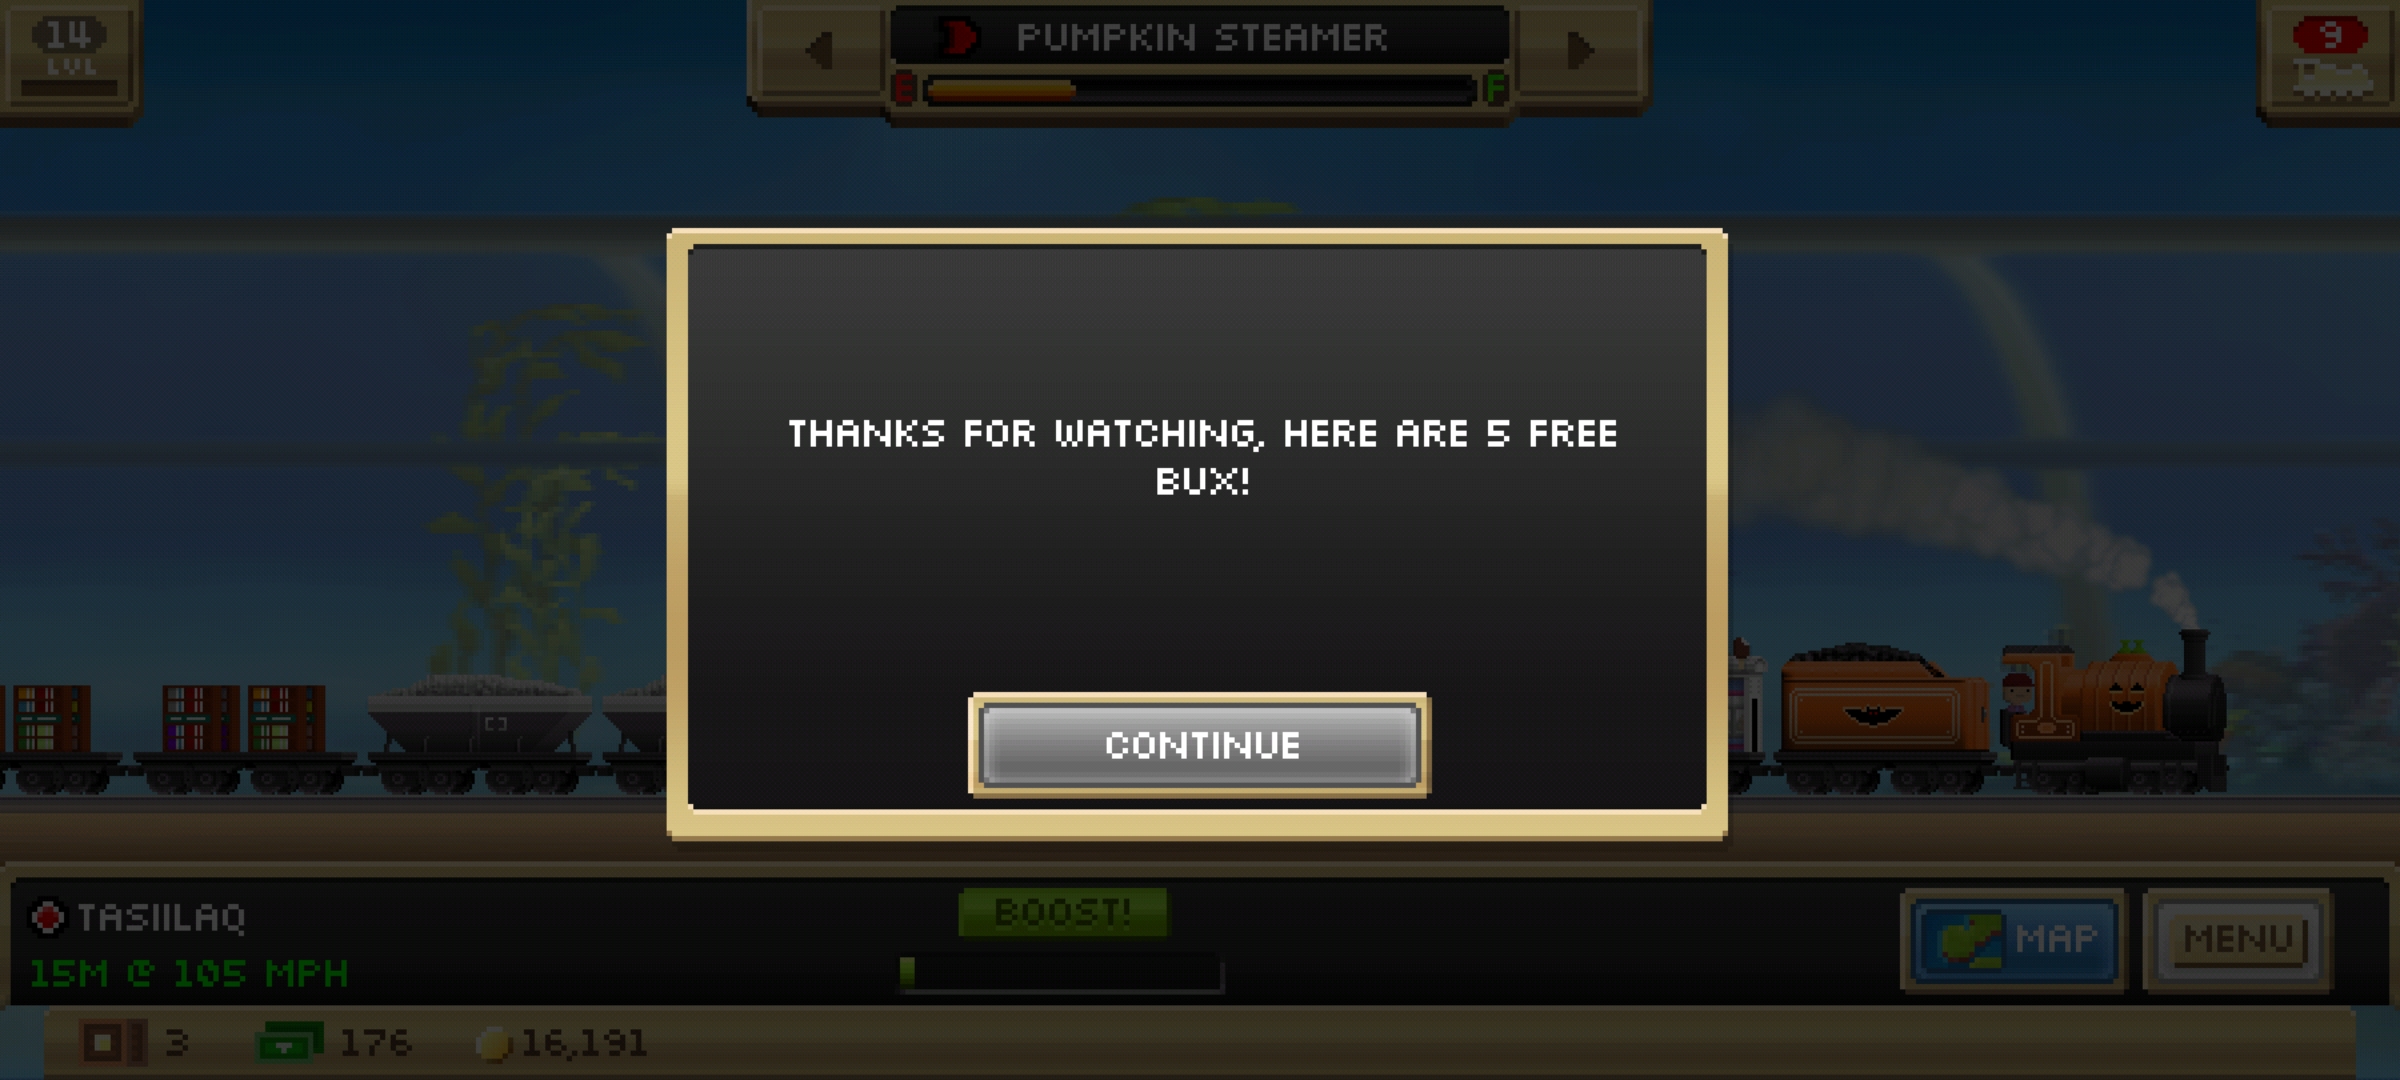 14
LVL
PUMPKIN STEAMER
E F
9
THANKS FOR WATCHING, HERE ARE 5 FREE
BUX!
CONTINUE
TASIILAQ
15M @ 105 MPH
BOOST!
MAP
MENU
3
176
16,191